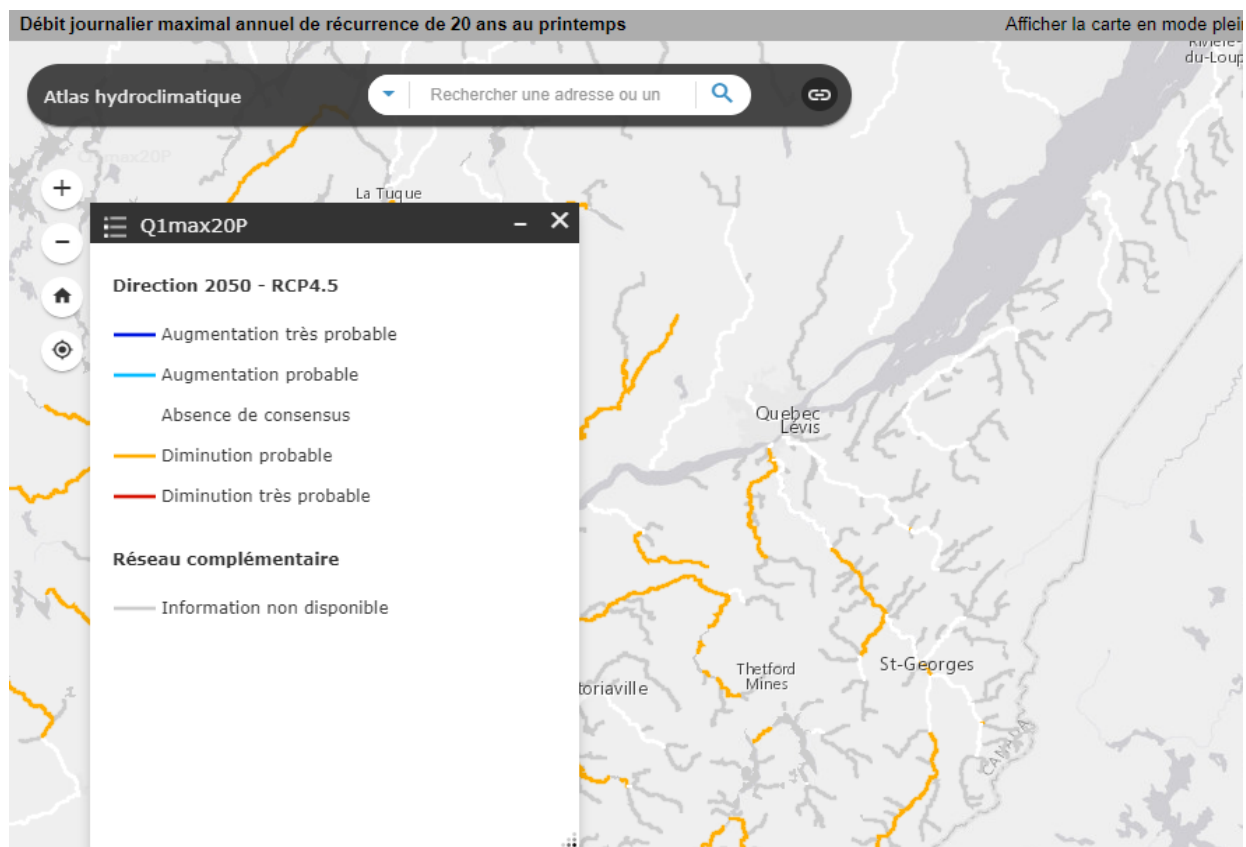 Débit journalier maximal annuel de récurrence de 20 ans au printemps
Afficher la carte en mode plei
du-Loup
Atlas hydroclimatique
Rechercher une adresse ou un
Q1max20P
La Tuque
Q1max20P
Direction 2050 - RCP4.5
Augmentation très probable
Augmentation probable
Absence de consensus
Diminution probable
Diminution très probable
Réseau complémentaire
Information non disponible
Quebec
Lévis
St-Georges
Thetford
Mines
toriaville
CANADA